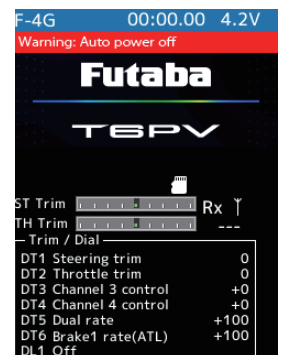 F-4G 00:00.00 4.2V
Warning: Auto power off
Futaba
T6PV
ST Trim Rx
TH Trim ---
Trim / Dial
DT1 Steering trim 0
DT2 Throttle trim 0
DT3 Channel 3 control +0
DT4 Channel 4 control +0
DT5 Dual rate +100
DT6 Brake1 rate(ATL) +100
DL1 Off